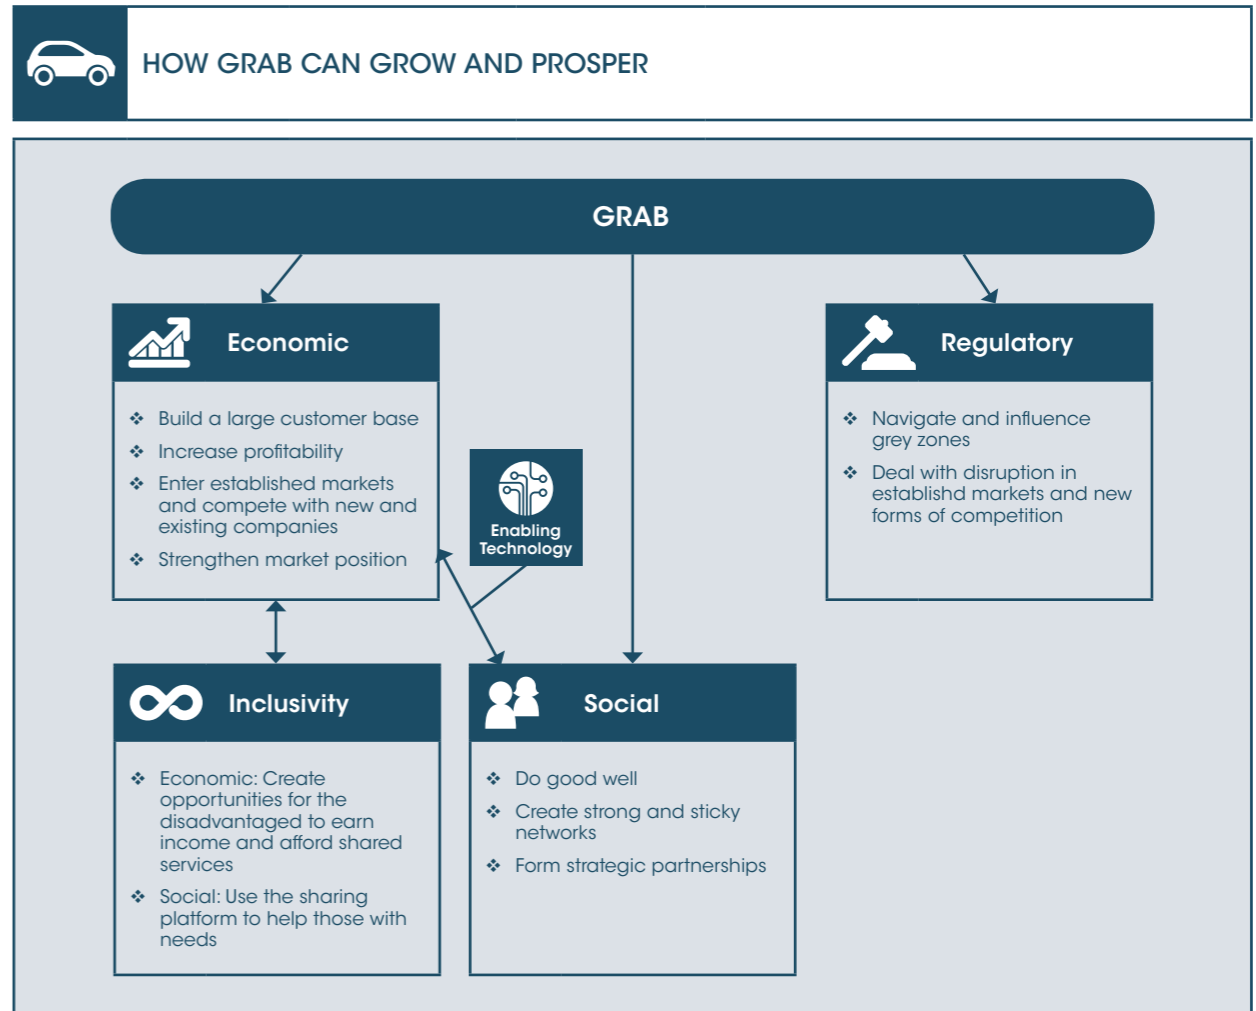 HOW GRAB CAN GROW AND PROSPER
GRAB
Economic
❖ Build a large customer base
❖ Increase profitability
❖ Enter established markets
and compete with new and
existing companies
❖ Strengthen market position
Enabling
Technology
Regulatory
❖ Navigate and influence
grey zones
❖ Deal with disruption in
establishd markets and new
forms of competition
Inclusivity
❖ Economic: Create
opportunities for the
disadvantaged to earn
income and afford shared
services
❖ Social: Use the sharing
platform to help those with
needs
Social
❖ Do good well
❖ Create strong and sticky
networks
❖ Form strategic partnerships